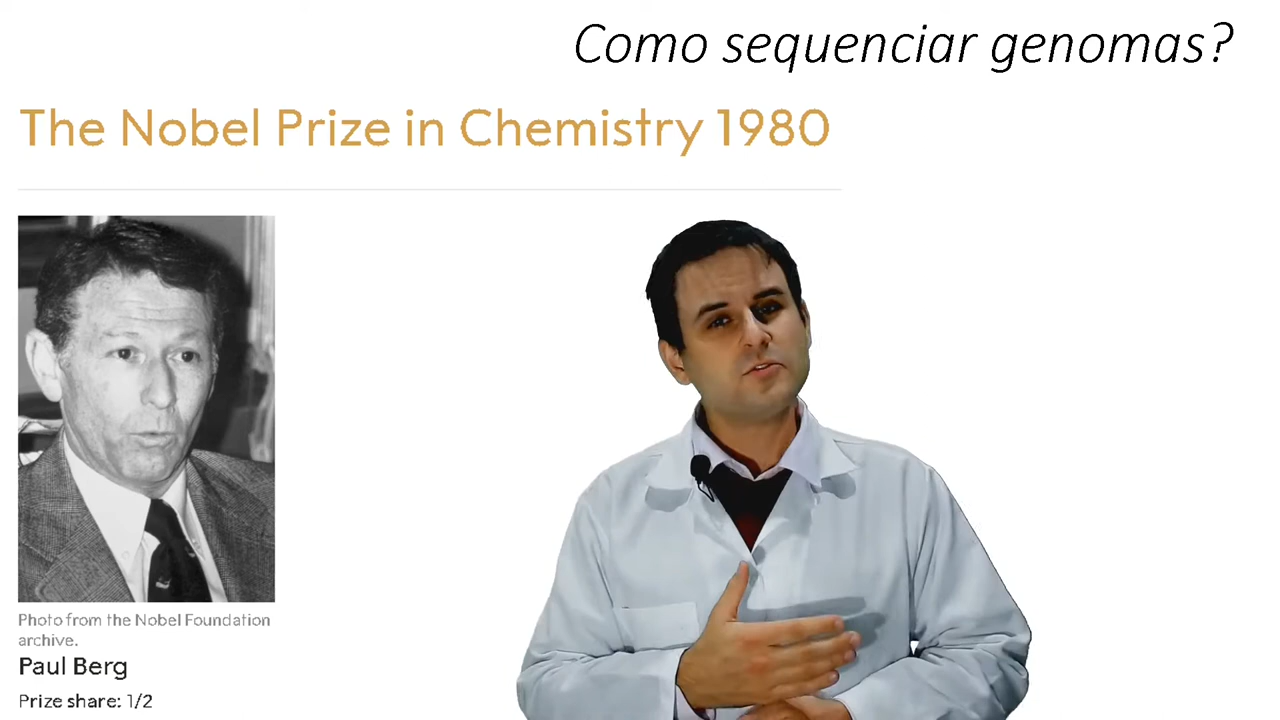 Como sequenciar genomas?
The Nobel Prize in Chemistry 1980
Photo from the Nobel Foundation
archive.
Paul Berg
Prize share: 1/2